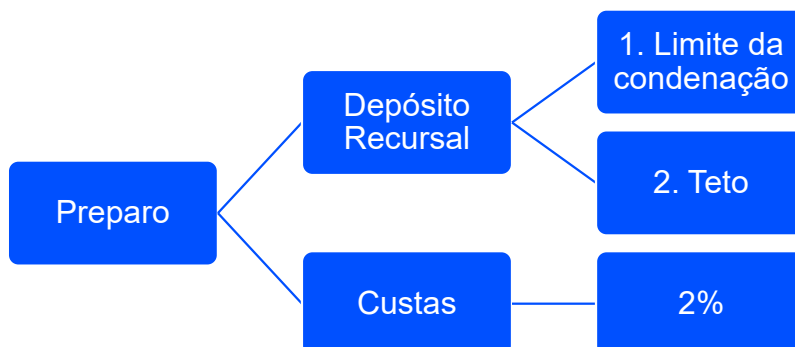 Preparo
Depósito
Recursal
1. Limite da
condenação
2. Teto
Custas
2%